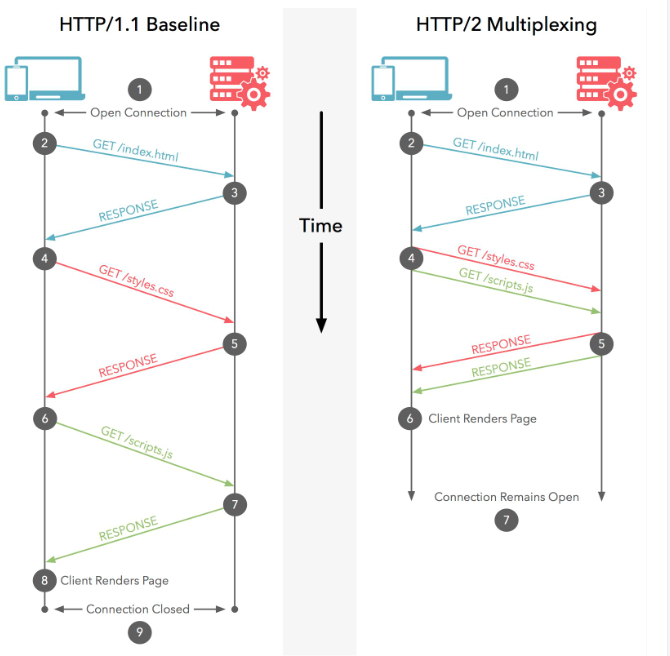 HTTP/1.1 Baseline
1
Open Connection
2
GET /index.html
3
RESPONSE
4
GET /styles.css
5
RESPONSE
6
GET /scripts.js
7
RESPONSE
8 Client Renders Page
Connection Closed
9
Time
HTTP/2 Multiplexing
1
Open Connection
2
GET /index.html
3
RESPONSE
4
GET /styles.css
GET /scripts.js
5
RESPONSE
RESPONSE
6 Client Renders Page
Connection Remains Open
7